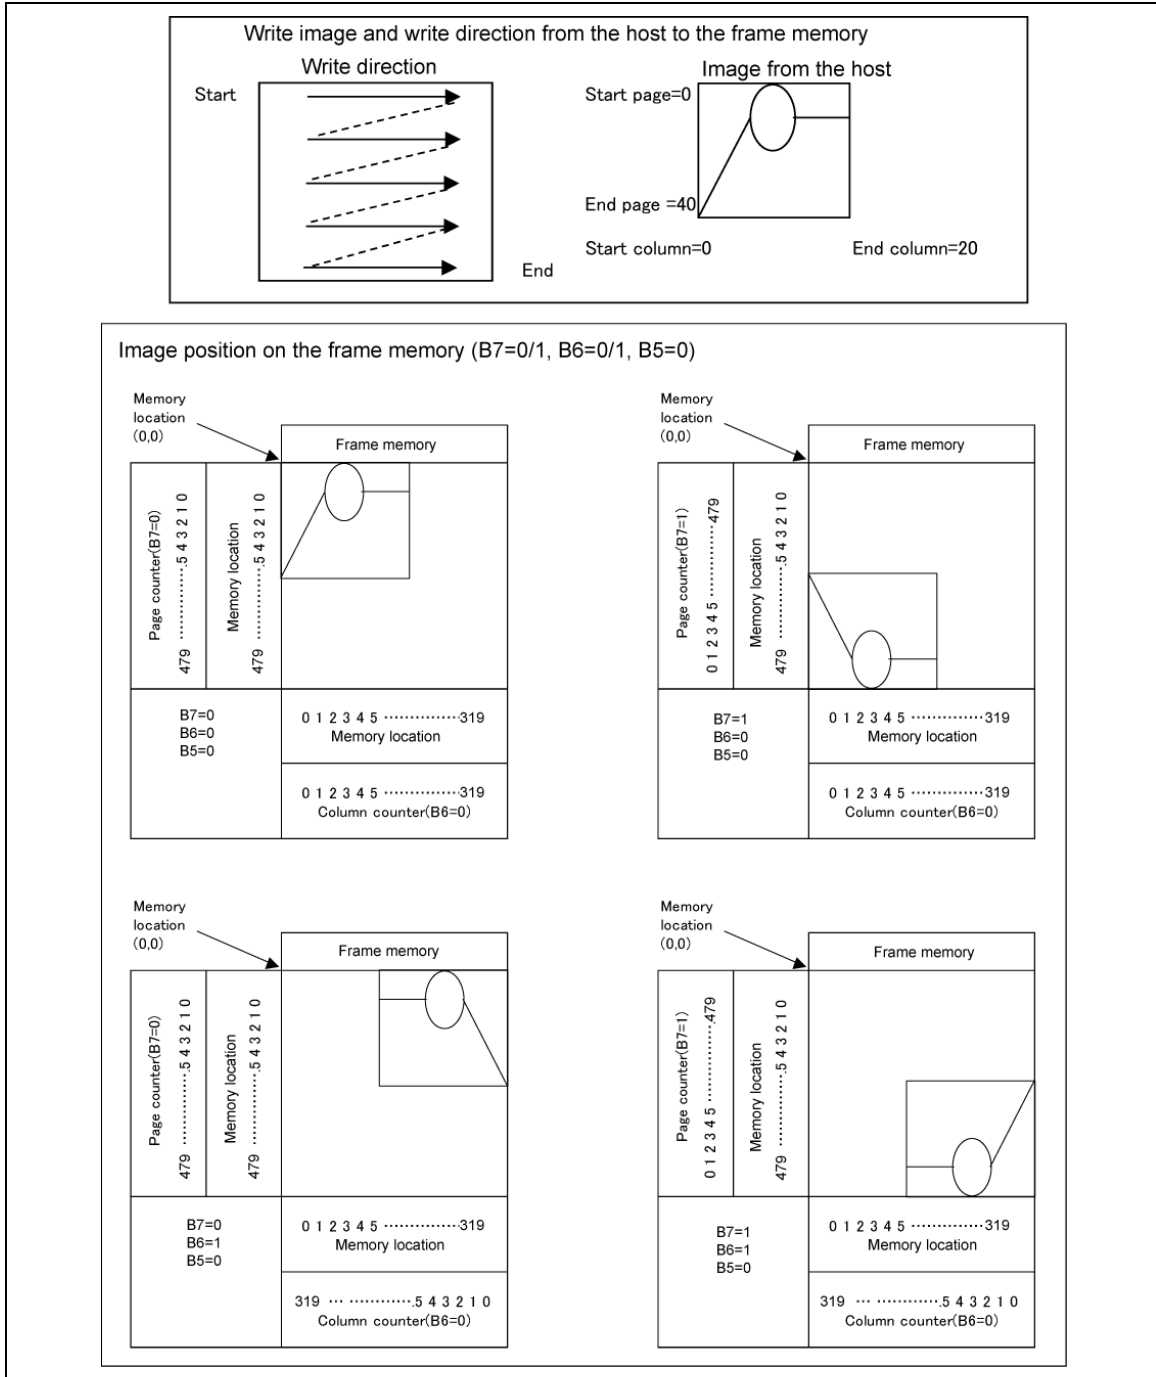 Write image and write direction from the host to the frame memory
Write direction
Start
End
Image from the host
Start page=0
End page =40
Start column=0
End column=20
Image position on the frame memory (B7=0/1, B6=0/1, B5=0)
Memory
location
(0,0)
Frame memory
Page counter(B7=0)
479 ············.5 4 3 2 1 0
Memory location
479 ············.5 4 3 2 1 0
B7=0
B6=0
B5=0
0 1 2 3 4 5 ···············319
Memory location
0 1 2 3 4 5 ···············319
Column counter(B6=0)
Memory
location
(0,0)
Frame memory
Page counter(B7=1)
0 1 2 3 4 5 ···············479
Memory location
479 ············.5 4 3 2 1 0
B7=1
B6=0
B5=0
0 1 2 3 4 5 ···············319
Memory location
0 1 2 3 4 5 ···············319
Column counter(B6=0)
Memory
location
(0,0)
Frame memory
Page counter(B7=0)
479 ············.5 4 3 2 1 0
Memory location
479 ············.5 4 3 2 1 0
B7=0
B6=1
B5=0
0 1 2 3 4 5 ···············319
Memory location
319 ··· ············.5 4 3 2 1 0
Column counter(B6=0)
Memory
location
(0,0)
Frame memory
Page counter(B7=1)
0 1 2 3 4 5 ···············479
Memory location
479 ············.5 4 3 2 1 0
B7=1
B6=1
B5=0
0 1 2 3 4 5 ···············319
Memory location
319 ··· ············.5 4 3 2 1 0
Column counter(B6=0)